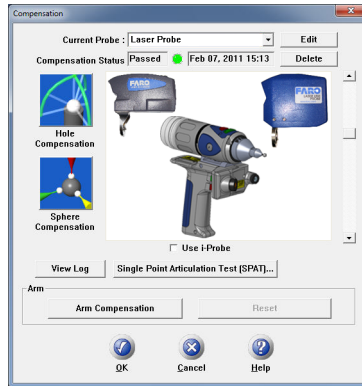 Compensation
Current Probe : Laser Probe Edit
Compensation Status Passed Feb 07, 2011 15:13 Delete
FARO
FARO
Hole
Compensation
Sphere
Compensation
Use i-Probe
View Log Single Point Articulation Test (SPAT)...
Arm
Arm Compensation Reset
OK Cancel Help